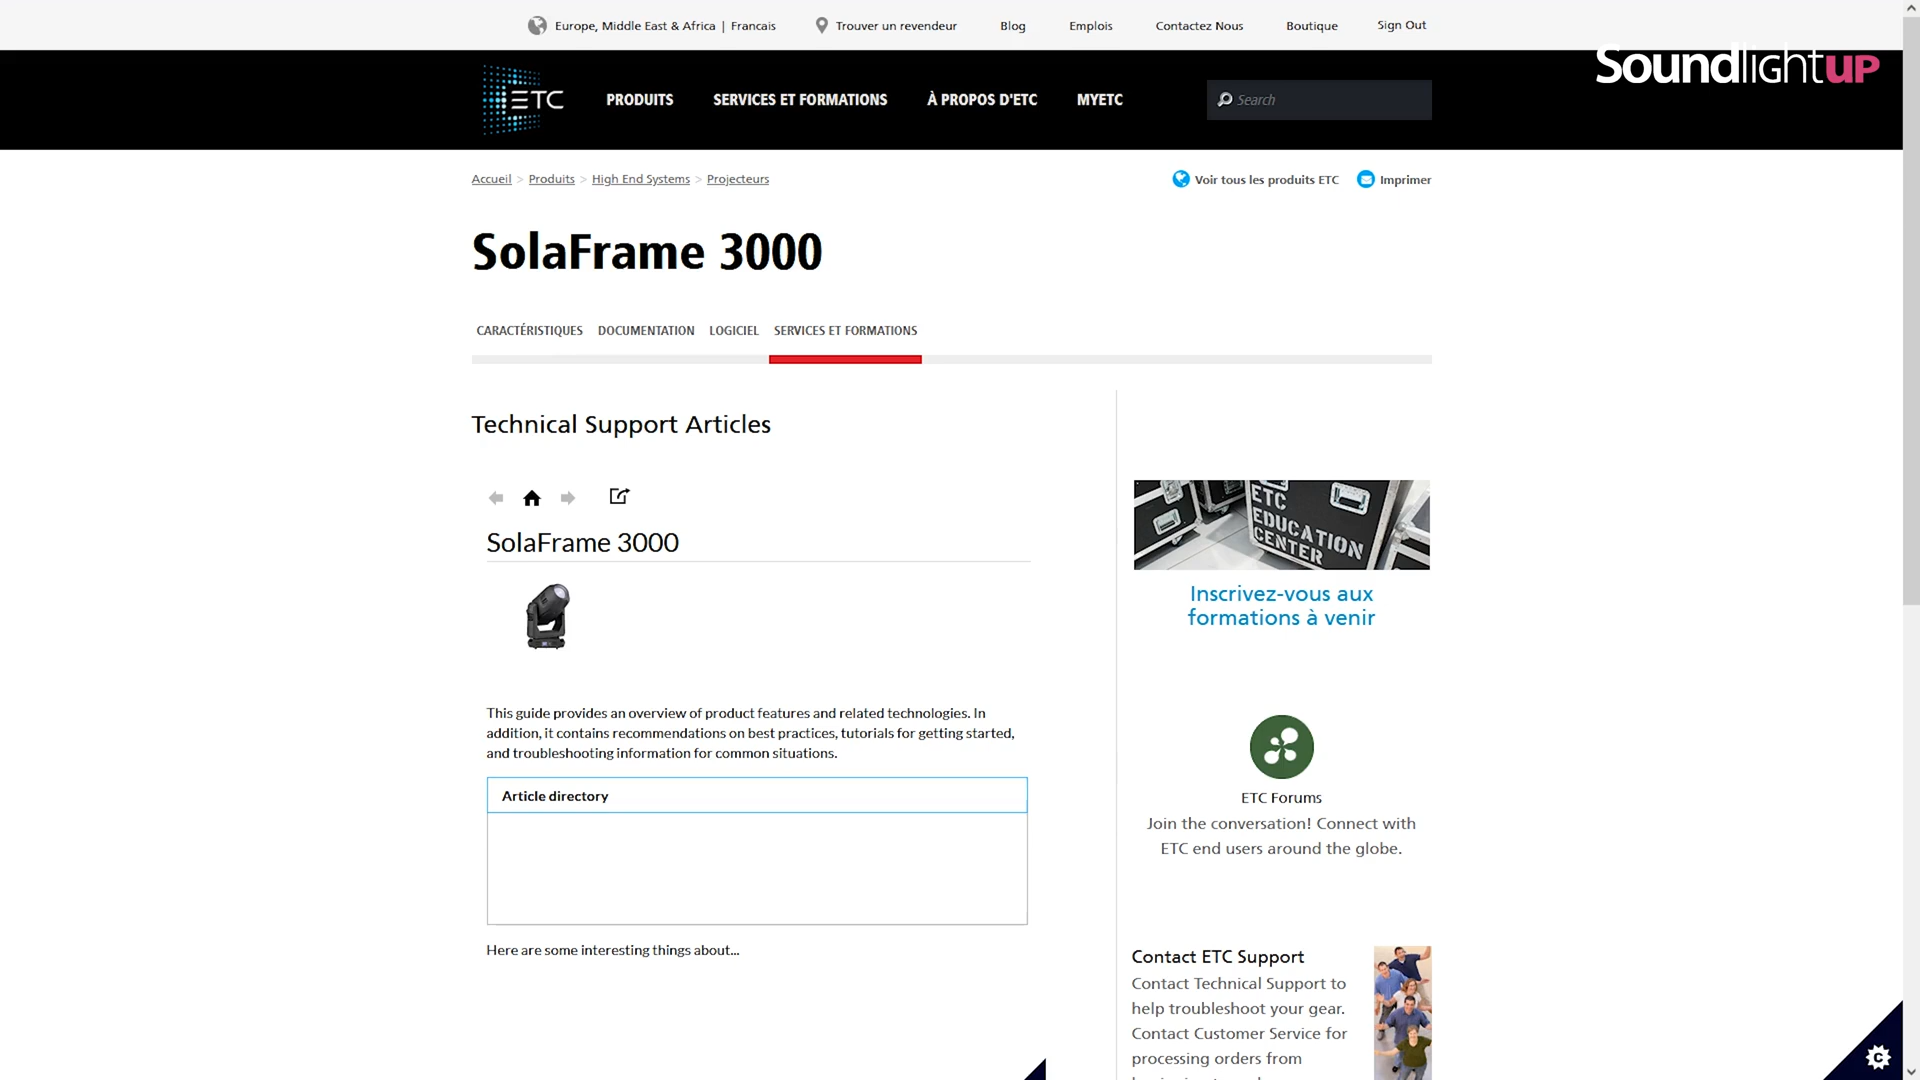 Europe, Middle East & Africa | Francais
Trouver un revendeur
Blog
Emplois
Contactez Nous
Boutique
Sign Out
SoundlightUP
ETC
PRODUITS
SERVICES ET FORMATIONS
À PROPOS D'ETC
MYETC
Search
Accueil > Produits > High End Systems > Projecteurs
Voir tous les produits ETC
Imprimer
SolaFrame 3000
CARACTÉRISTIQUES
DOCUMENTATION
LOGICIEL
SERVICES ET FORMATIONS
Technical Support Articles
SolaFrame 3000
This guide provides an overview of product features and related technologies. In
addition, it contains recommendations on best practices, tutorials for getting started,
and troubleshooting information for common situations.
Article directory
Here are some interesting things about...
ETC
EDUCATION
CENTER
Inscrivez-vous aux
formations à venir
ETC Forums
Join the conversation! Connect with
ETC end users around the globe.
Contact ETC Support
Contact Technical Support to
help troubleshoot your gear.
Contact Customer Service for
processing orders from
C